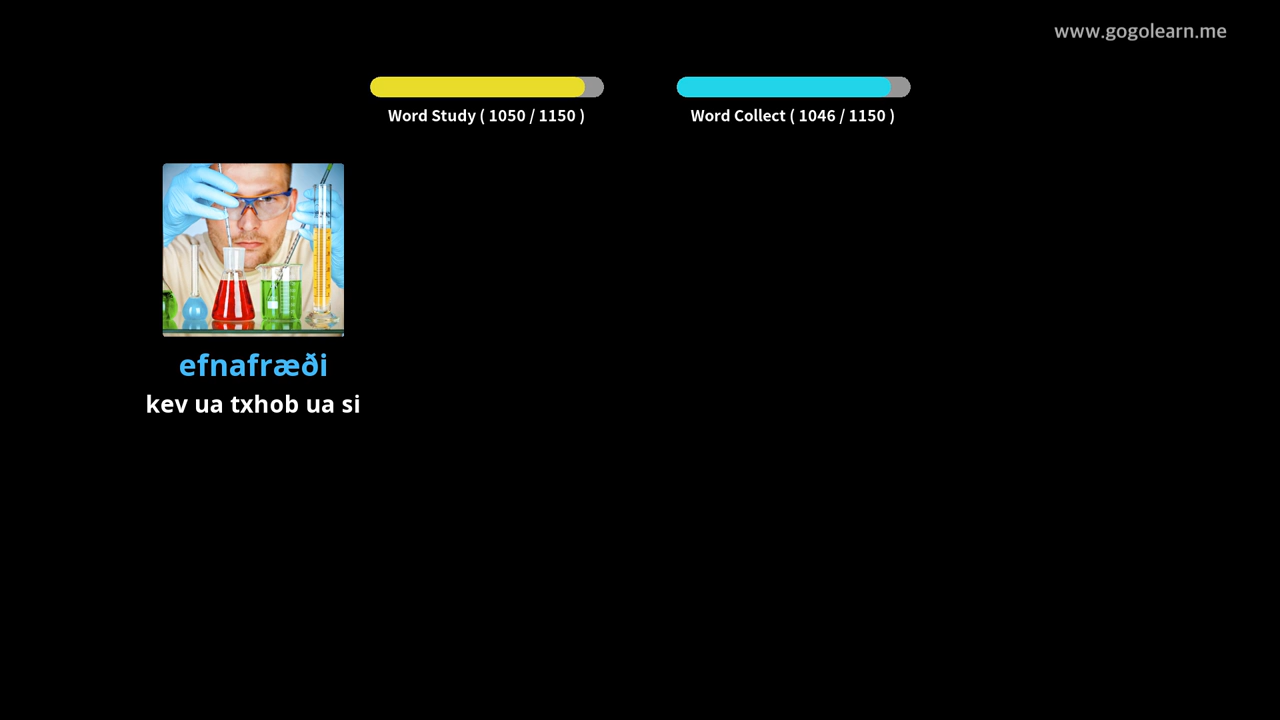 www.gogolearn.me
Word Study ( 1050 / 1150 )
Word Collect ( 1046 / 1150 )
efnafræði
kev ua txhob ua si